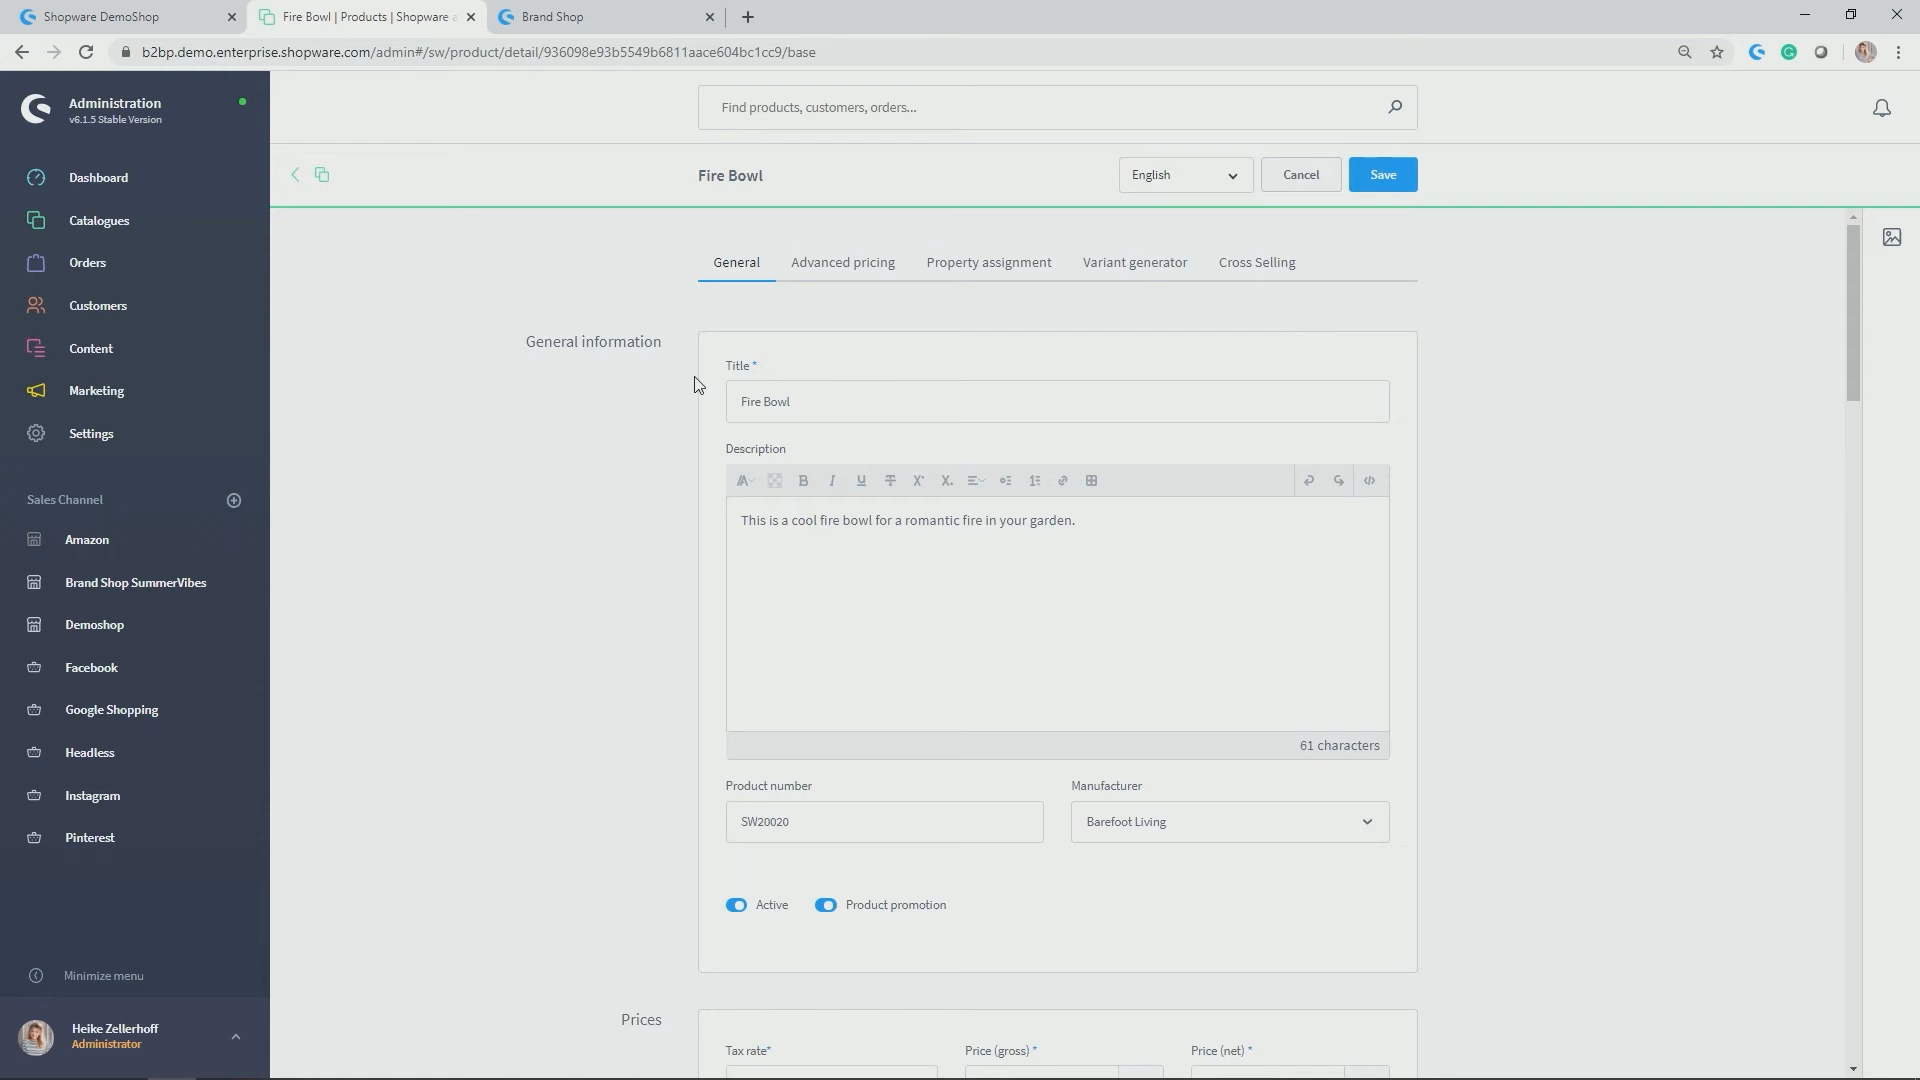 Shopware DemoShop
Fire Bowl | Products | Shopware a
Brand Shop
b2bp.demo.enterprise.shopware.com/admin#/sw/product/detail/936098e93b5549b6811aace604bc1cc9/base
Administration
v6.1.5 Stable Version
Find products, customers, orders...
Fire Bowl
English
Cancel
Save
Dashboard
Catalogues
Orders
Customers
Content
Marketing
Settings
Sales Channel
Amazon
Brand Shop SummerVibes
Demoshop
Facebook
Google Shopping
Headless
Instagram
Pinterest
Minimize menu
Heike Zellerhoff
Administrator
General
Advanced pricing
Property assignment
Variant generator
Cross Selling
General information
Title *
Fire Bowl
Description
This is a cool fire bowl for a romantic fire in your garden.
61 characters
Product number
Manufacturer
SW20020
Barefoot Living
Active
Product promotion
Prices
Tax rate*
Price (gross) *
Price (net) *